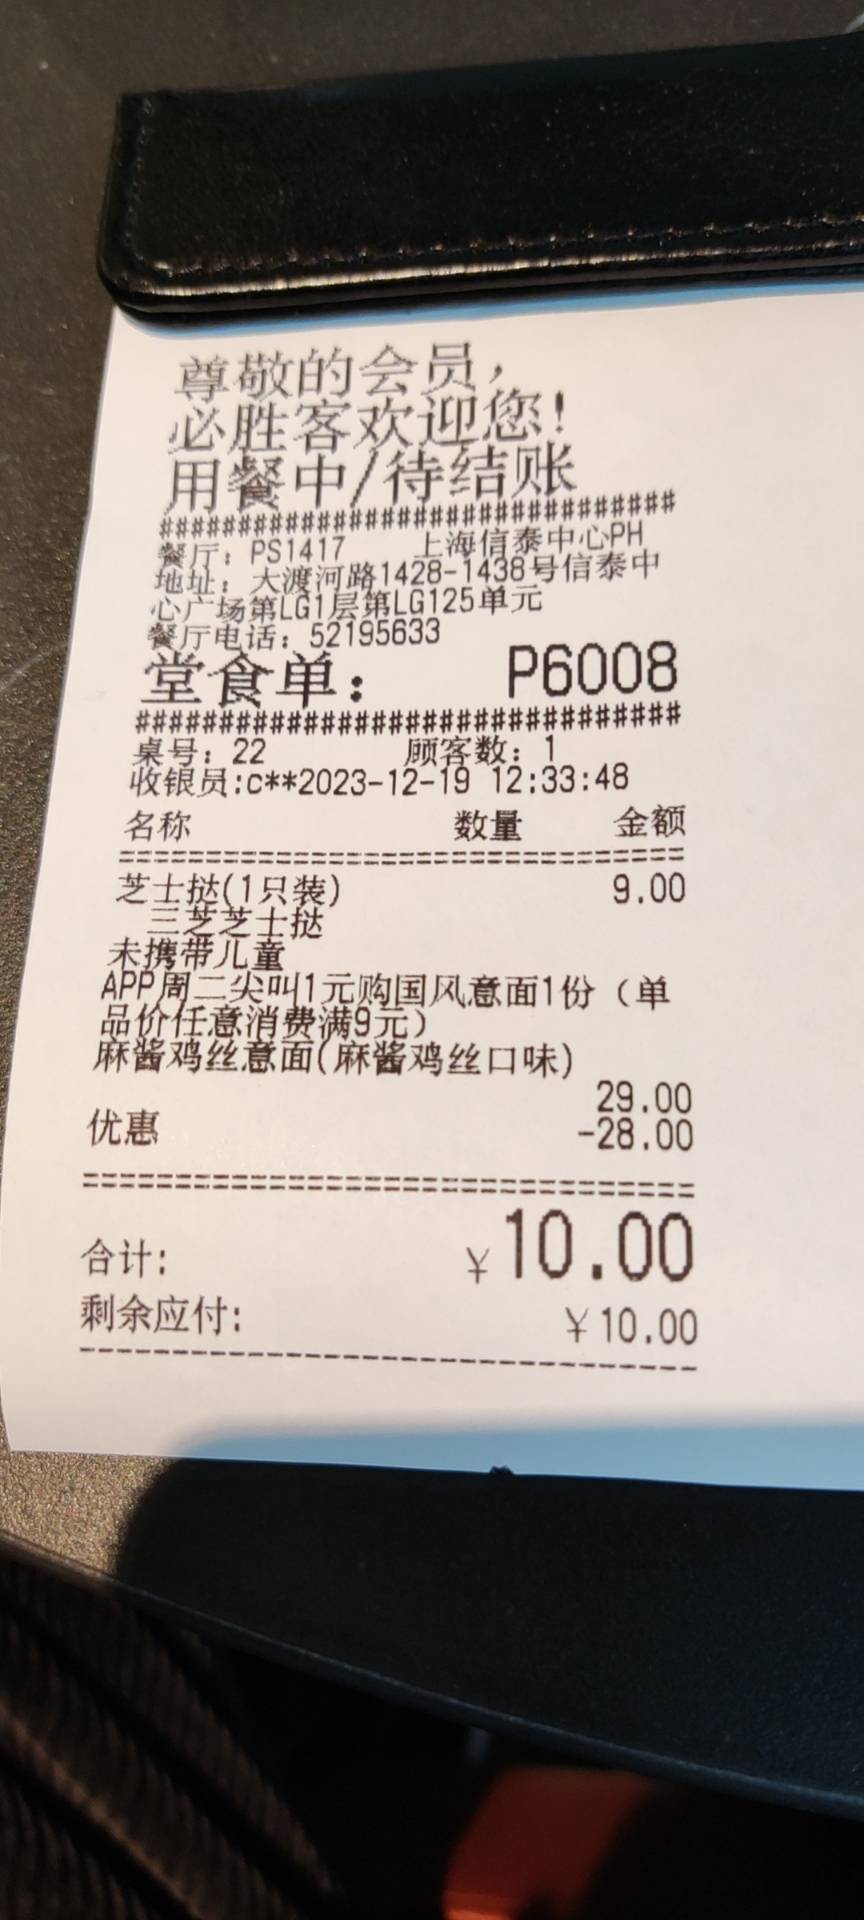 尊敬的会员，
必胜客欢迎您!
用餐中/待结账
################################
餐厅: PS1417 上海信泰中心PH
地址: 大渡河路1428-1438号信泰中
心广场第LG1层第LG125单元
餐厅电话: 52195633
堂食单: P6008
################################
桌号: 22 顾客数: 1
收银员:c**2023-12-19 12:33:48
名称 数量 金额
================================
芝士挞(1只装) 9.00
三芝芝士挞
未携带儿童
APP周二尖叫1元购国风意面1份（单
品价任意消费满9元）
麻酱鸡丝意面(麻酱鸡丝口味)
29.00
优惠 -28.00
================================
合计: ￥10.00
剩余应付: ￥10.00
--------------------------------